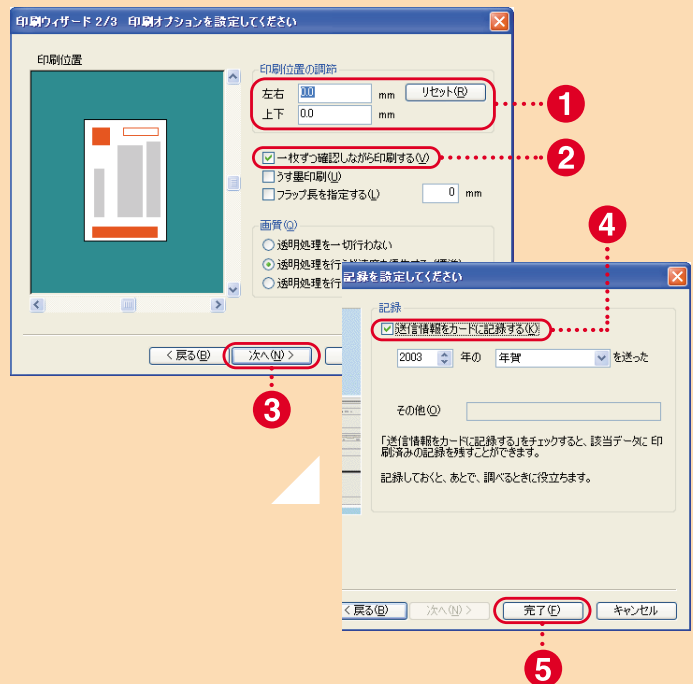 印刷ウィザード 2/3 印刷オプションを設定してください
印刷位置
印刷位置の調節
左右 0.0 mm リセット(R)
上下 0.0 mm
1
一枚ずつ確認しながら印刷する(V)
2
うす墨印刷(U)
フラップ長を指定する(L) 0 mm
画質(Q)
透明処理を一切行わない
透明処理を行
透明処理を行
< 戻る(B) 次へ(N) >
3
4
記録を設定してください
記録
送信情報をカードに記録する(K)
2003 年の 年賀 を送った
その他(O)
「送信情報をカードに記録する」をチェックすると、該当データに 印
刷済みの記録を残すことができます。
記録しておくと、あとで、調べるときに役立ちます。
< 戻る(B) 次へ(N) > 完了(F) キャンセル
5